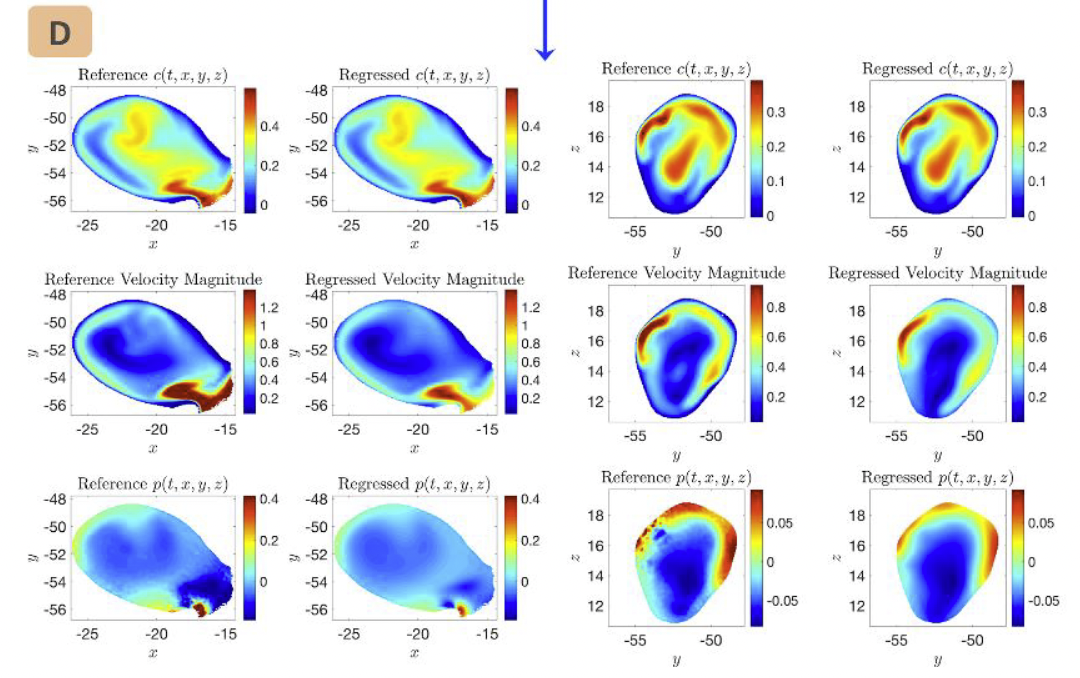 D
Reference c(t, x, y, z)
-48
-50
-52
-54
-56
y
-25 -20 -15
x
0.4
0.2
0
Regressed c(t, x, y, z)
-48
-50
-52
-54
-56
y
-25 -20 -15
x
0.4
0.2
0
Reference c(t, x, y, z)
18
16
14
12
z
-55 -50
y
0.3
0.2
0.1
0
Regressed c(t, x, y, z)
18
16
14
12
z
-55 -50
y
0.3
0.2
0.1
0
Reference Velocity Magnitude
-48
-50
-52
-54
-56
y
-25 -20 -15
x
1.2
1
0.8
0.6
0.4
0.2
Regressed Velocity Magnitude
-48
-50
-52
-54
-56
y
-25 -20 -15
x
1.2
1
0.8
0.6
0.4
0.2
Reference Velocity Magnitude
18
16
14
12
z
-55 -50
y
0.8
0.6
0.4
0.2
Regressed Velocity Magnitude
18
16
14
12
z
-55 -50
y
0.8
0.6
0.4
0.2
Reference p(t, x, y, z)
-48
-50
-52
-54
-56
y
-25 -20 -15
x
0.4
0.2
0
Regressed p(t, x, y, z)
-48
-50
-52
-54
-56
y
-25 -20 -15
x
0.4
0.2
0
Reference p(t, x, y, z)
18
16
14
12
z
-55 -50
y
0.05
0
-0.05
Regressed p(t, x, y, z)
18
16
14
12
z
-55 -50
y
0.05
0
-0.05